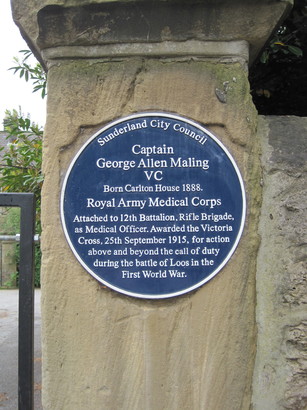 Sunderland City Council
Captain
George Allen Maling
VC
Born Carlton House 1888.
Royal Army Medical Corps
Attached to 12th Battalion, Rifle Brigade,
as Medical Officer. Awarded the Victoria
Cross, 25th September 1915, for action
above and beyond the call of duty
during the battle of Loos in the
First World War.